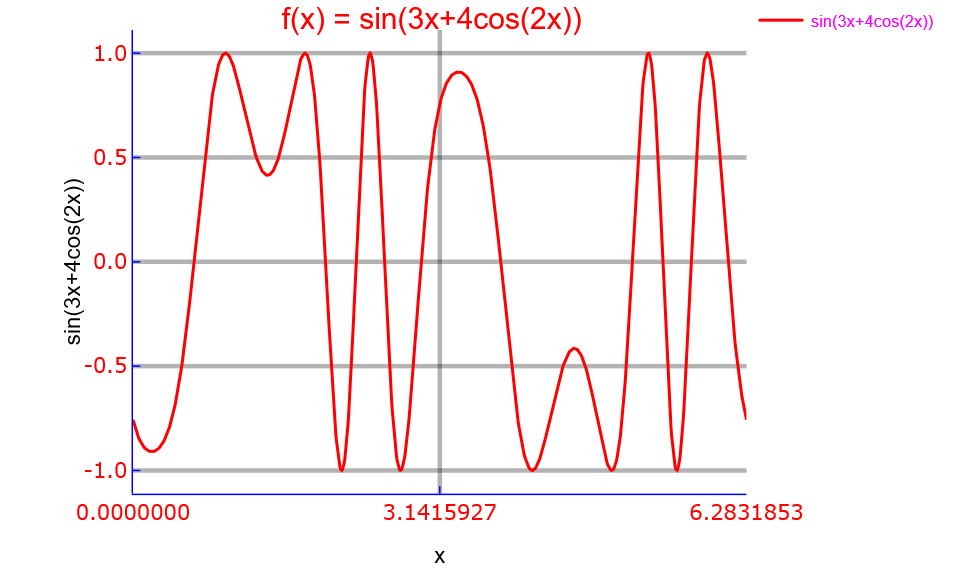 f(x) = sin(3x+4cos(2x))
sin(3x+4cos(2x))
1.0
0.5
0.0
-0.5
-1.0
sin(3x+4cos(2x))
0.0000000 3.1415927 6.2831853
x